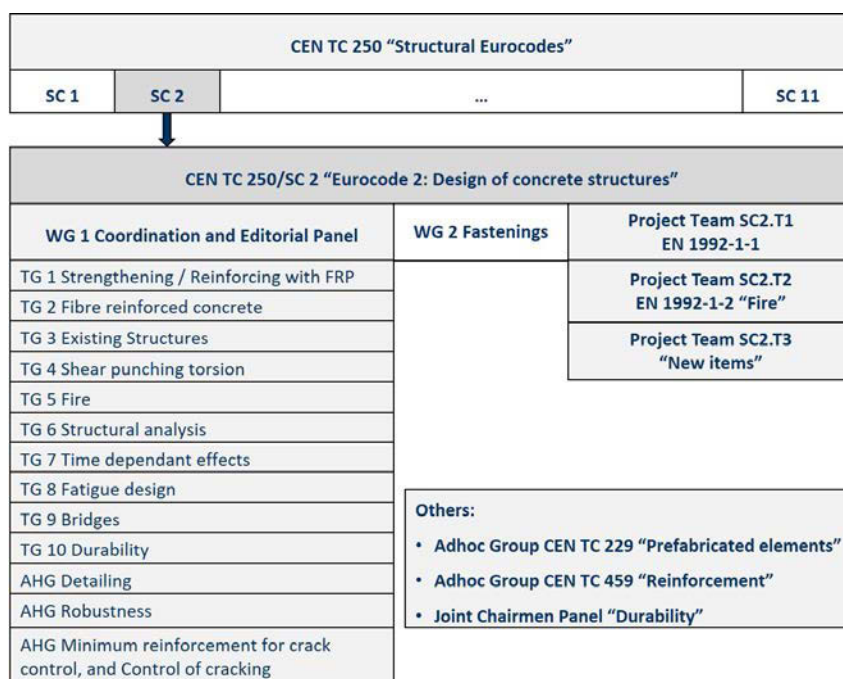 CEN TC 250 “Structural Eurocodes”
SC 1
SC 2
...
SC 11
CEN TC 250/SC 2 “Eurocode 2: Design of concrete structures”
WG 1 Coordination and Editorial Panel
TG 1 Strengthening / Reinforcing with FRP
TG 2 Fibre reinforced concrete
TG 3 Existing Structures
TG 4 Shear punching torsion
TG 5 Fire
TG 6 Structural analysis
TG 7 Time dependant effects
TG 8 Fatigue design
TG 9 Bridges
TG 10 Durability
AHG Detailing
AHG Robustness
AHG Minimum reinforcement for crack
control, and Control of cracking
WG 2 Fastenings
Project Team SC2.T1
EN 1992-1-1
Project Team SC2.T2
EN 1992-1-2 “Fire”
Project Team SC2.T3
“New items”
Others:
• Adhoc Group CEN TC 229 “Prefabricated elements”
• Adhoc Group CEN TC 459 “Reinforcement”
• Joint Chairmen Panel “Durability”